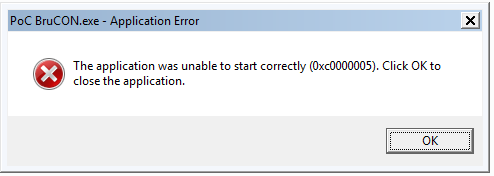 PoC BruCON.exe - Application Error
The application was unable to start correctly (0xc0000005). Click OK to
close the application.
OK